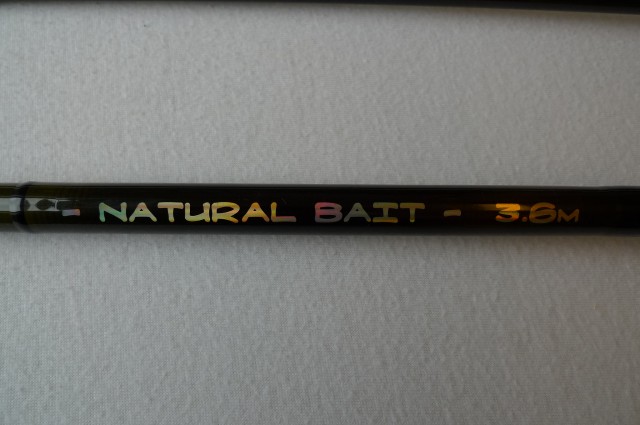 - NATURAL BAIT - 3.6M